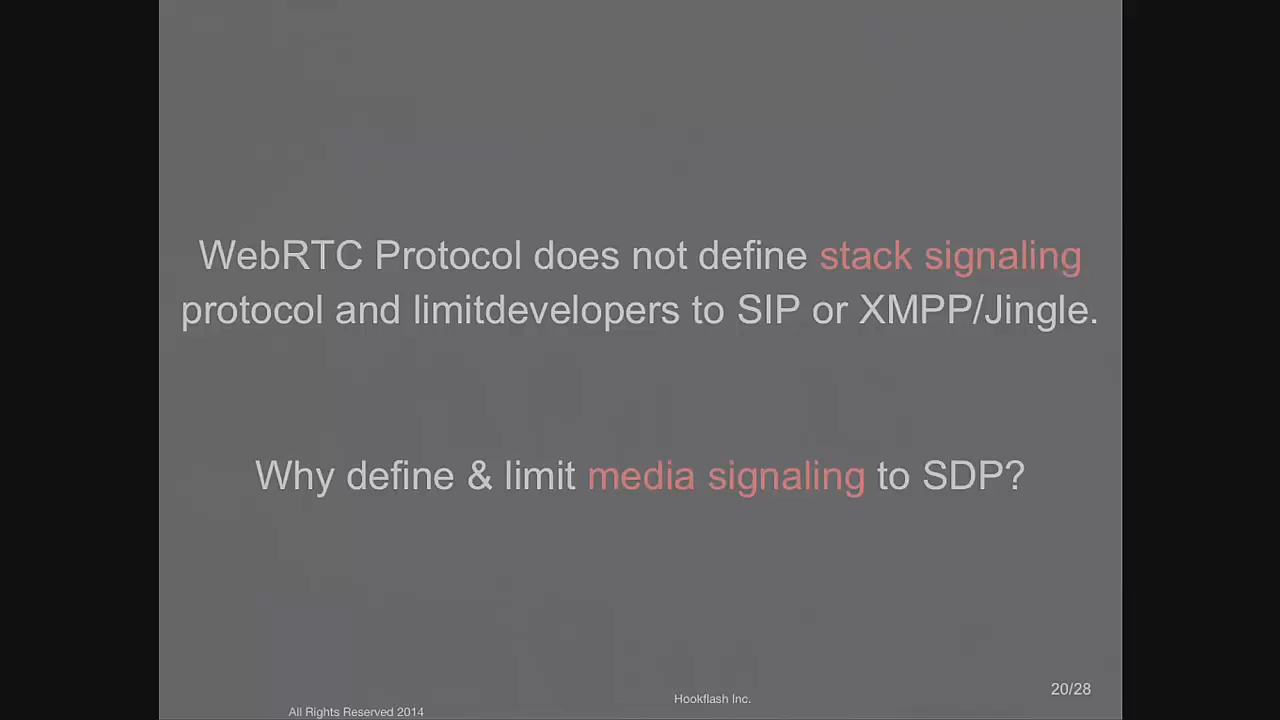 WebRTC Protocol does not define stack signaling
protocol and limitdevelopers to SIP or XMPP/Jingle.
Why define & limit media signaling to SDP?
20/28
Hookflash Inc.
All Rights Reserved 2014